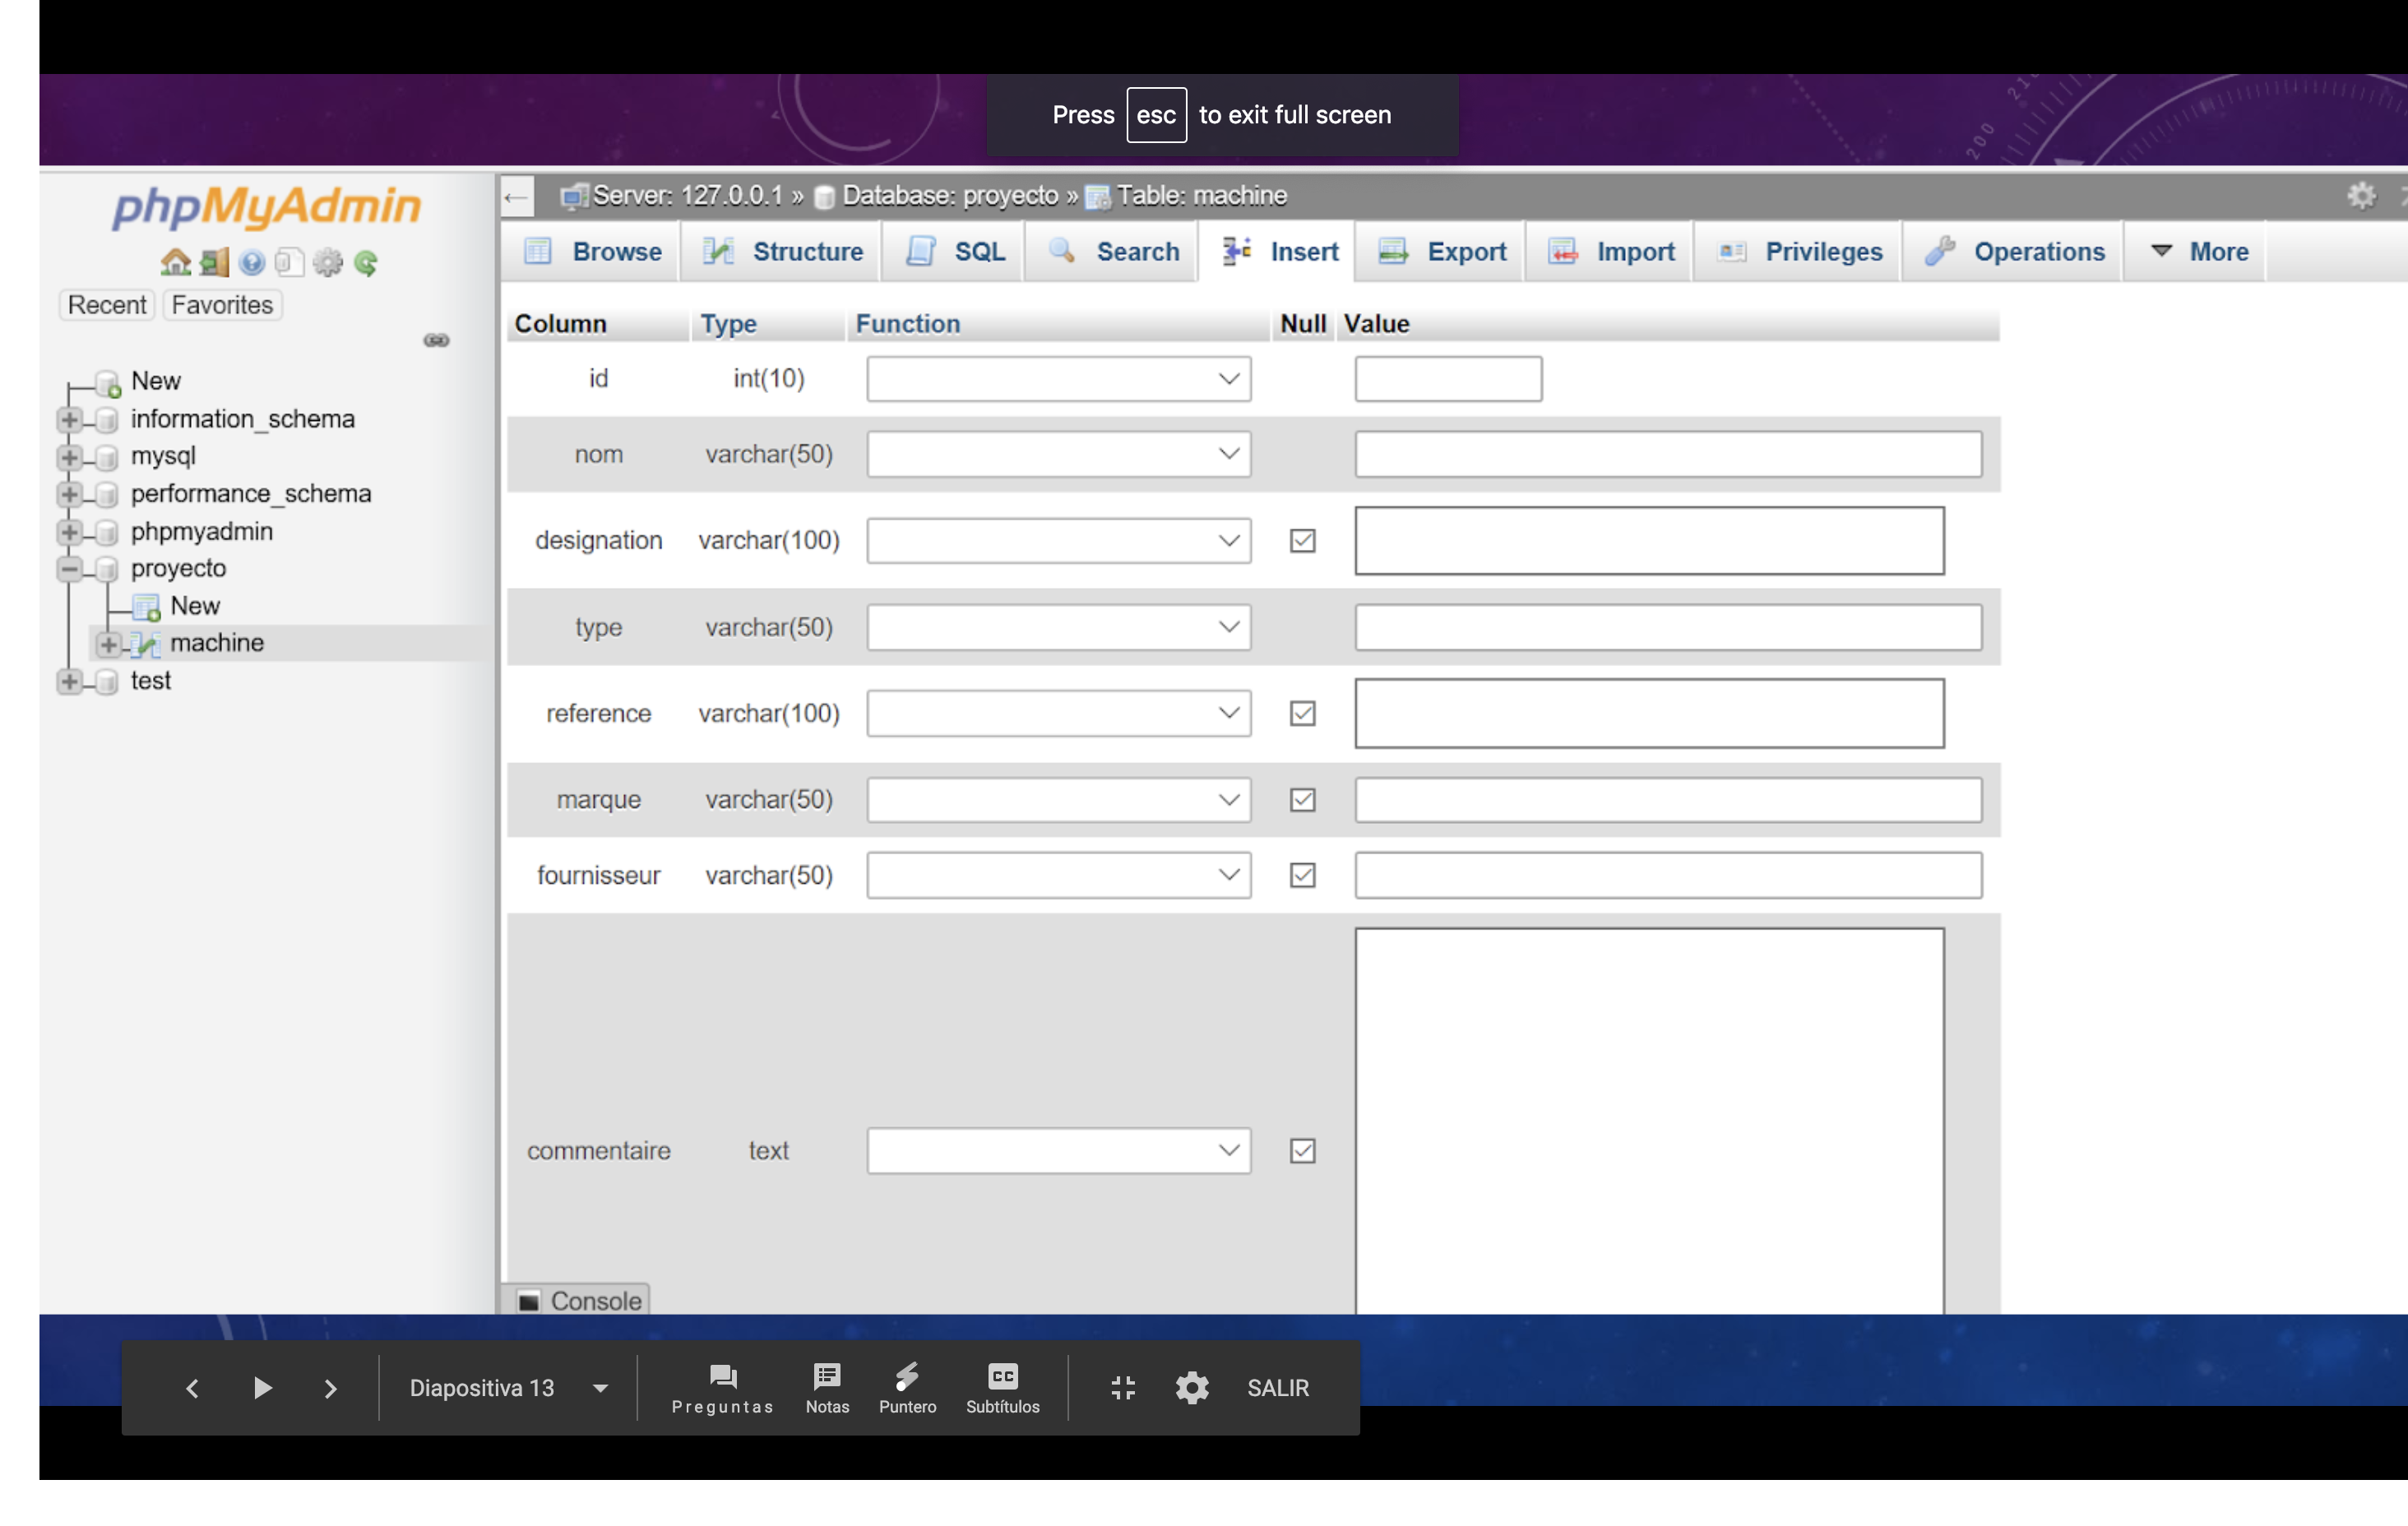 Press esc to exit full screen
210
200
phpMyAdmin
Recent Favorites
New
information_schema
mysql
performance_schema
phpmyadmin
proyecto
New
machine
test
← Server: 127.0.0.1 » Database: proyecto » Table: machine
Browse Structure SQL Search Insert Export Import Privileges Operations More
Column Type Function Null Value
id int(10)
nom varchar(50)
designation varchar(100)
type varchar(50)
reference varchar(100)
marque varchar(50)
fournisseur varchar(50)
commentaire text
Console
Diapositiva 13 Preguntas Notas Puntero CC Subtítulos SALIR